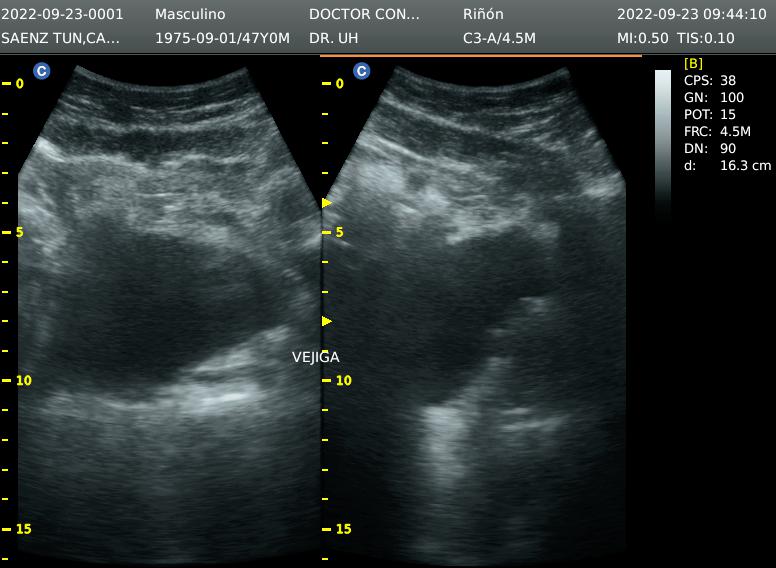 2022-09-23-0001 Masculino DOCTOR CON... Riñón 2022-09-23 09:44:10
SAENZ TUN,CA... 1975-09-01/47Y0M DR. UH C3-A/4.5M MI:0.50 TIS:0.10
C C
[B]
CPS: 38
GN: 100
POT: 15
FRC: 4.5M
DN: 90
d: 16.3 cm
0 0
5 5
VEJIGA
10 10
15 15